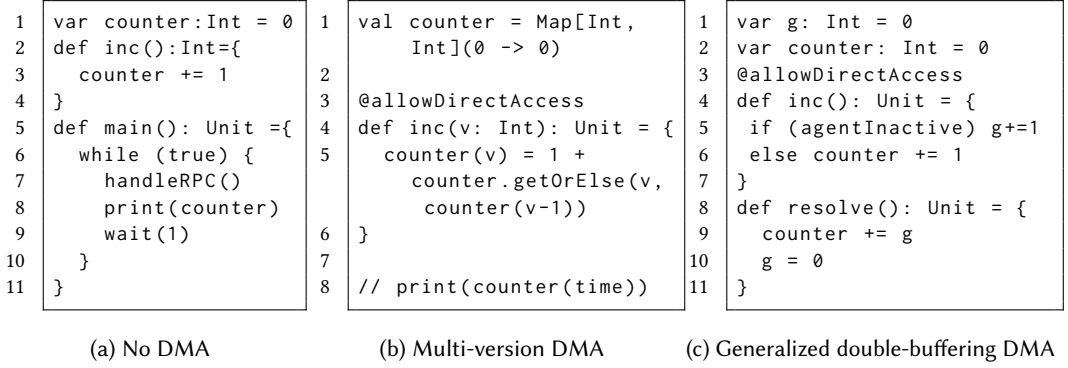 1 var counter:Int = 0
2 def inc():Int={
3 counter += 1
4 }
5 def main(): Unit ={
6 while (true) {
7 handleRPC()
8 print(counter)
9 wait(1)
10 }
11 }
(a) No DMA
1 val counter = Map[Int,
Int](0 -> 0)
2
3 @allowDirectAccess
4 def inc(v: Int): Unit = {
5 counter(v) = 1 +
counter.getOrElse(v,
counter(v-1))
6 }
7
8 // print(counter(time))
(b) Multi-version DMA
1 var g: Int = 0
2 var counter: Int = 0
3 @allowDirectAccess
4 def inc(): Unit = {
5 if (agentInactive) g+=1
6 else counter += 1
7 }
8 def resolve(): Unit = {
9 counter += g
10 g = 0
11 }
(c) Generalized double-buffering DMA